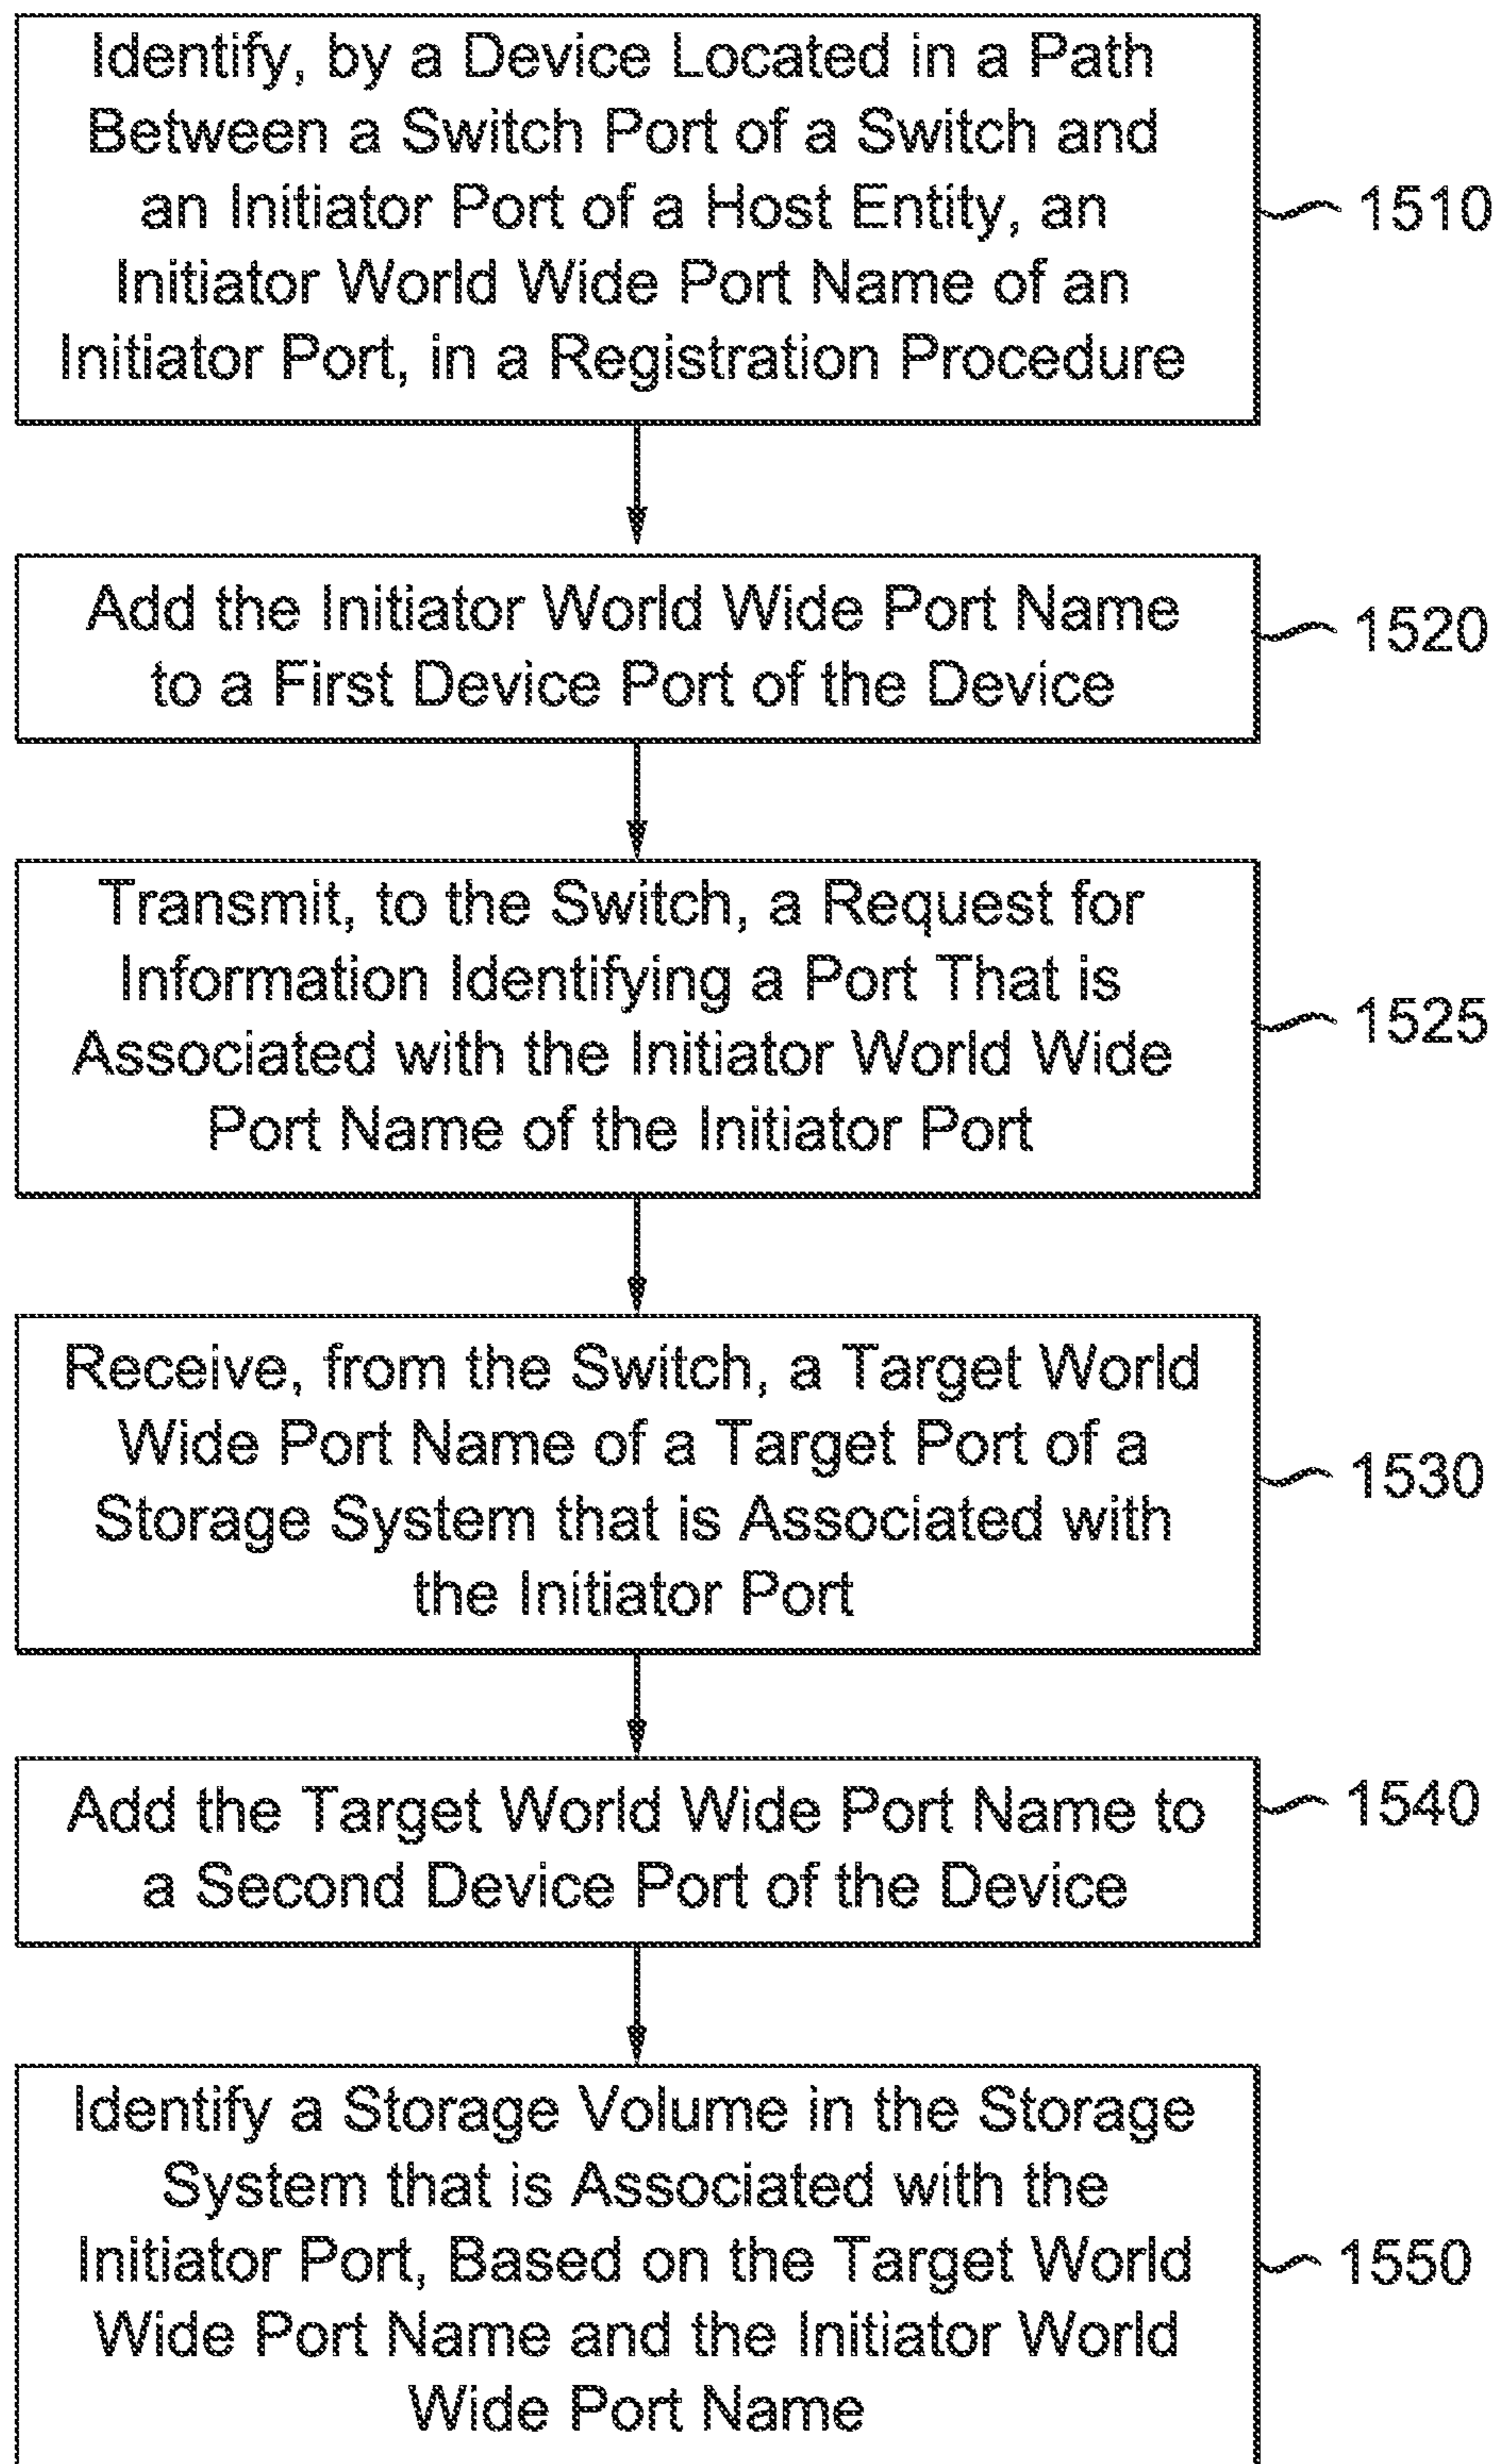 Identify, by a Device Located in a Path
Between a Switch Port of a Switch and
an Initiator Port of a Host Entity, an
Initiator World Wide Port Name of an
Initiator Port, in a Registration Procedure
1510
Add the Initiator World Wide Port Name
to a First Device Port of the Device
1520
Transmit, to the Switch, a Request for
Information Identifying a Port That is
Associated with the Initiator World Wide
Port Name of the Initiator Port
1525
Receive, from the Switch, a Target World
Wide Port Name of a Target Port of a
Storage System that is Associated with
the Initiator Port
1530
Add the Target World Wide Port Name to
a Second Device Port of the Device
1540
Identify a Storage Volume in the Storage
System that is Associated with the
Initiator Port, Based on the Target World
Wide Port Name and the Initiator World
Wide Port Name
1550